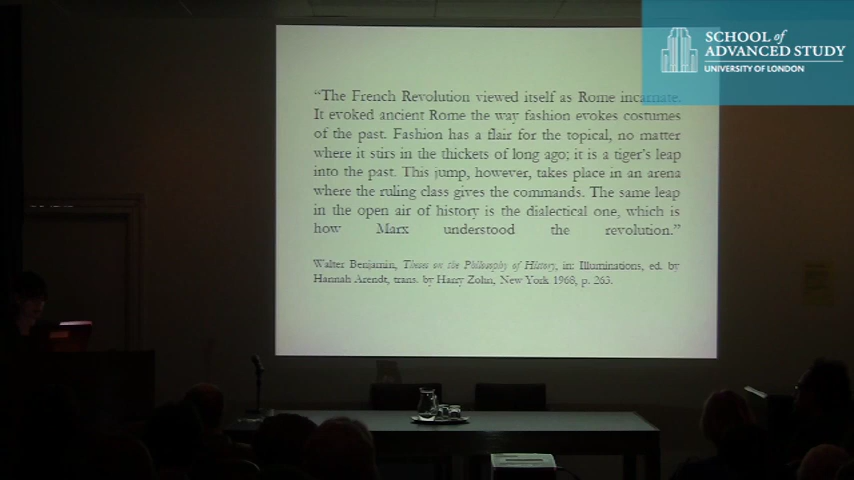 SCHOOL of
ADVANCED STUDY
UNIVERSITY OF LONDON
“The French Revolution viewed itself as Rome incarnate.
It evoked ancient Rome the way fashion evokes costumes
of the past. Fashion has a flair for the topical, no matter
where it stirs in the thickets of long ago; it is a tiger’s leap
into the past. This jump, however, takes place in an arena
where the ruling class gives the commands. The same leap
in the open air of history is the dialectical one, which is
how Marx understood the revolution.”
Walter Benjamin, Theses on the Philosophy of History, in: Illuminations, ed. by
Hannah Arendt, trans. by Harry Zohn, New York 1968, p. 263.